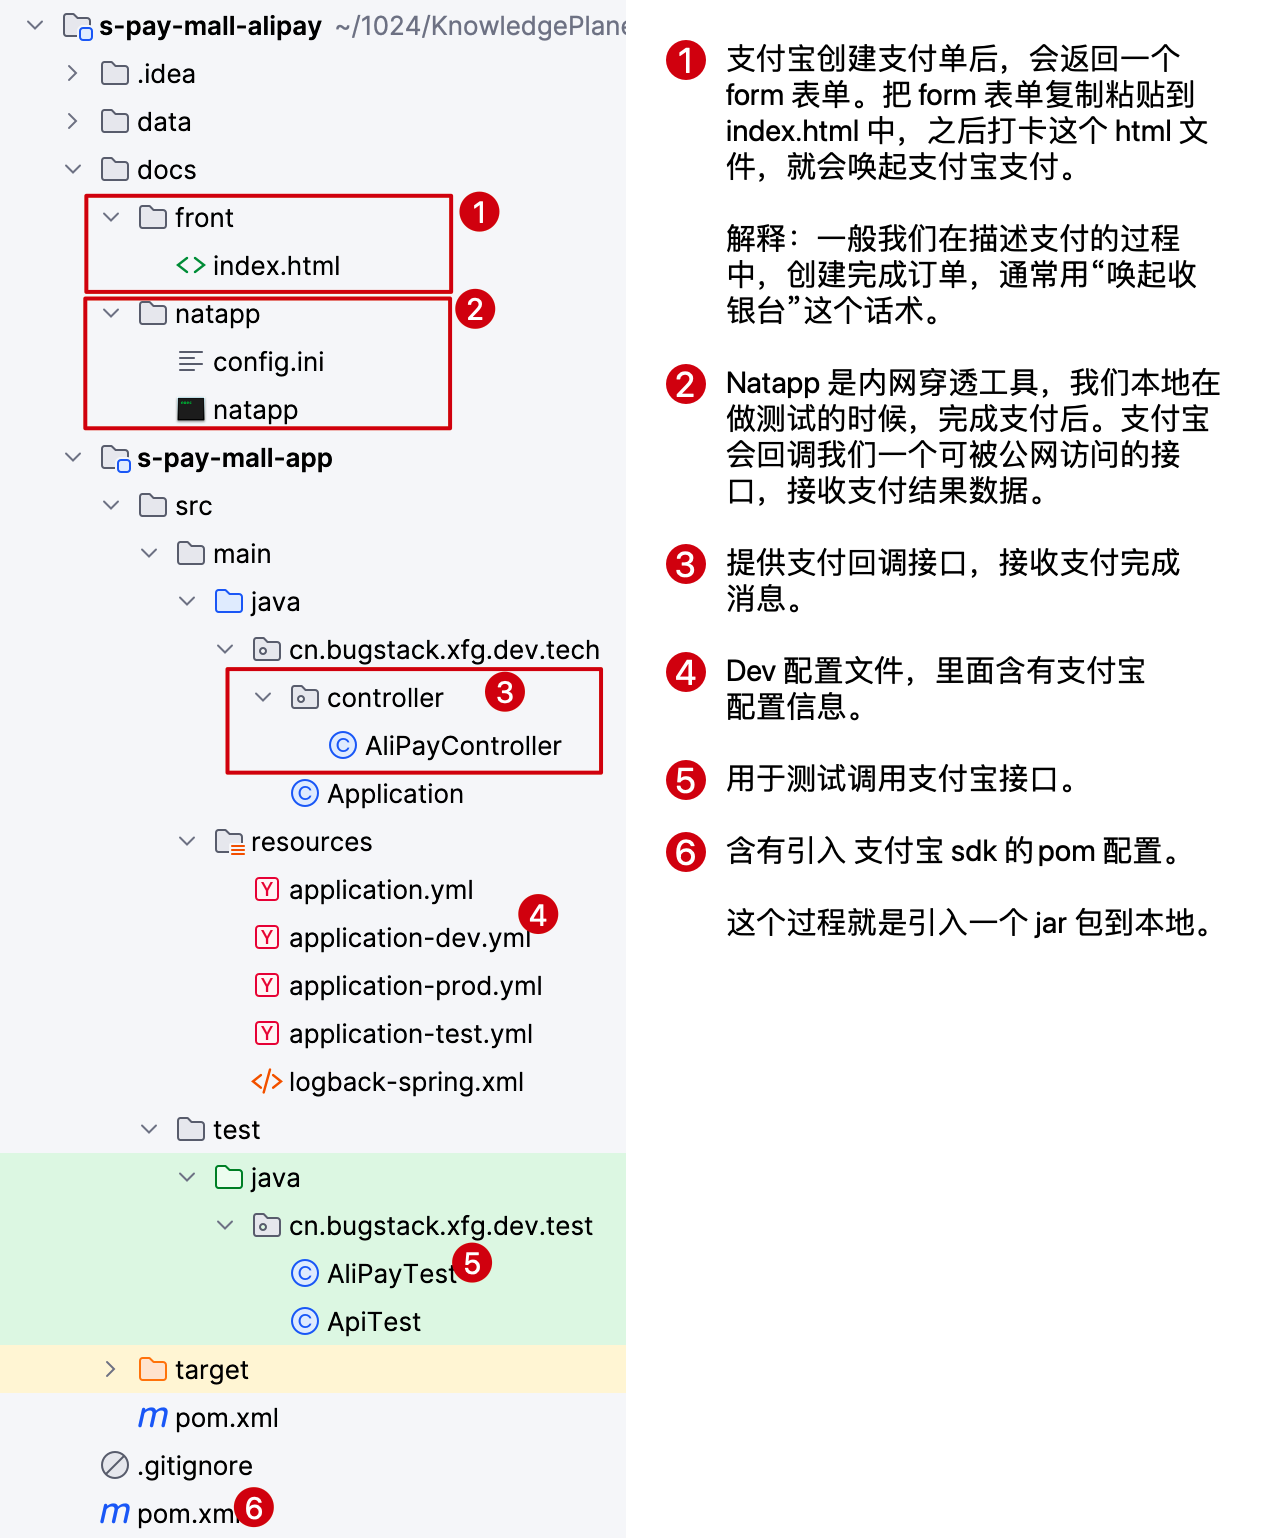 s-pay-mall-alipay ~/1024/KnowledgePlane
.idea
data
docs
front
1
index.html
natapp
2
config.ini
natapp
s-pay-mall-app
src
main
java
cn.bugstack.xfg.dev.tech
controller
3
AliPayController
Application
resources
application.yml
4
application-dev.yml
application-prod.yml
application-test.yml
logback-spring.xml
test
java
cn.bugstack.xfg.dev.test
AliPayTest
5
ApiTest
target
pom.xml
.gitignore
pom.xml
6
1 支付宝创建支付单后，会返回一个
form 表单。把 form 表单复制粘贴到
index.html 中，之后打卡这个 html 文
件，就会唤起支付宝支付。
解释：一般我们在描述支付的过程
中，创建完成订单，通常用“唤起收
银台”这个话术。
2 Natapp 是内网穿透工具，我们本地在
做测试的时候，完成支付后。支付宝
会回调我们一个可被公网访问的接
口，接收支付结果数据。
3 提供支付回调接口，接收支付完成
消息。
4 Dev 配置文件，里面含有支付宝
配置信息。
5 用于测试调用支付宝接口。
6 含有引入 支付宝 sdk 的pom 配置。
这个过程就是引入一个 jar 包到本地。